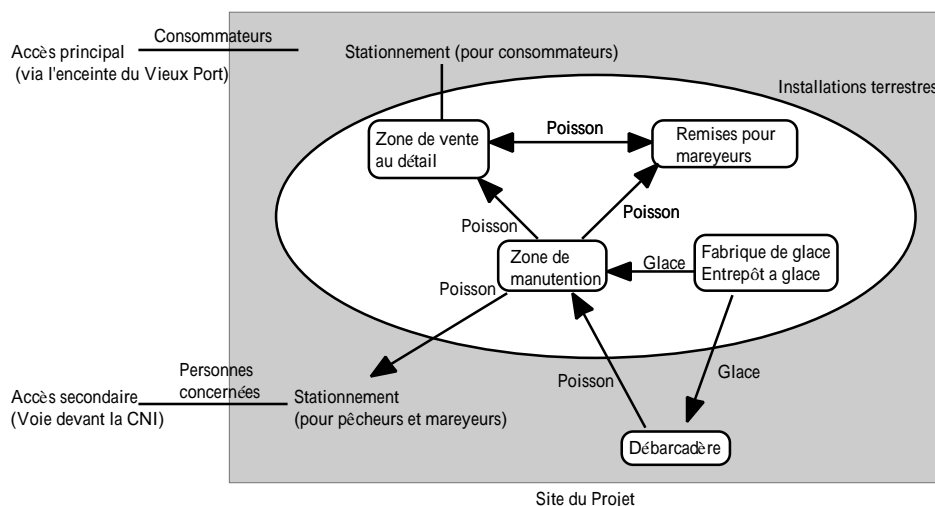 Consommateurs
Accès principal
(via l'enceinte du Vieux Port)
Stationnement (pour consommateurs)
Installations terrestres
Zone de vente
au détail
Poisson
Remises pour
mareyeurs
Poisson
Poisson
Zone de
manutention
Glace
Fabrique de glace
Entrepôt a glace
Poisson
Poisson
Glace
Personnes
concernées
Accès secondaire
(Voie devant la CNI)
Stationnement
(pour pêcheurs et mareyeurs)
Débarcadère
Site du Projet